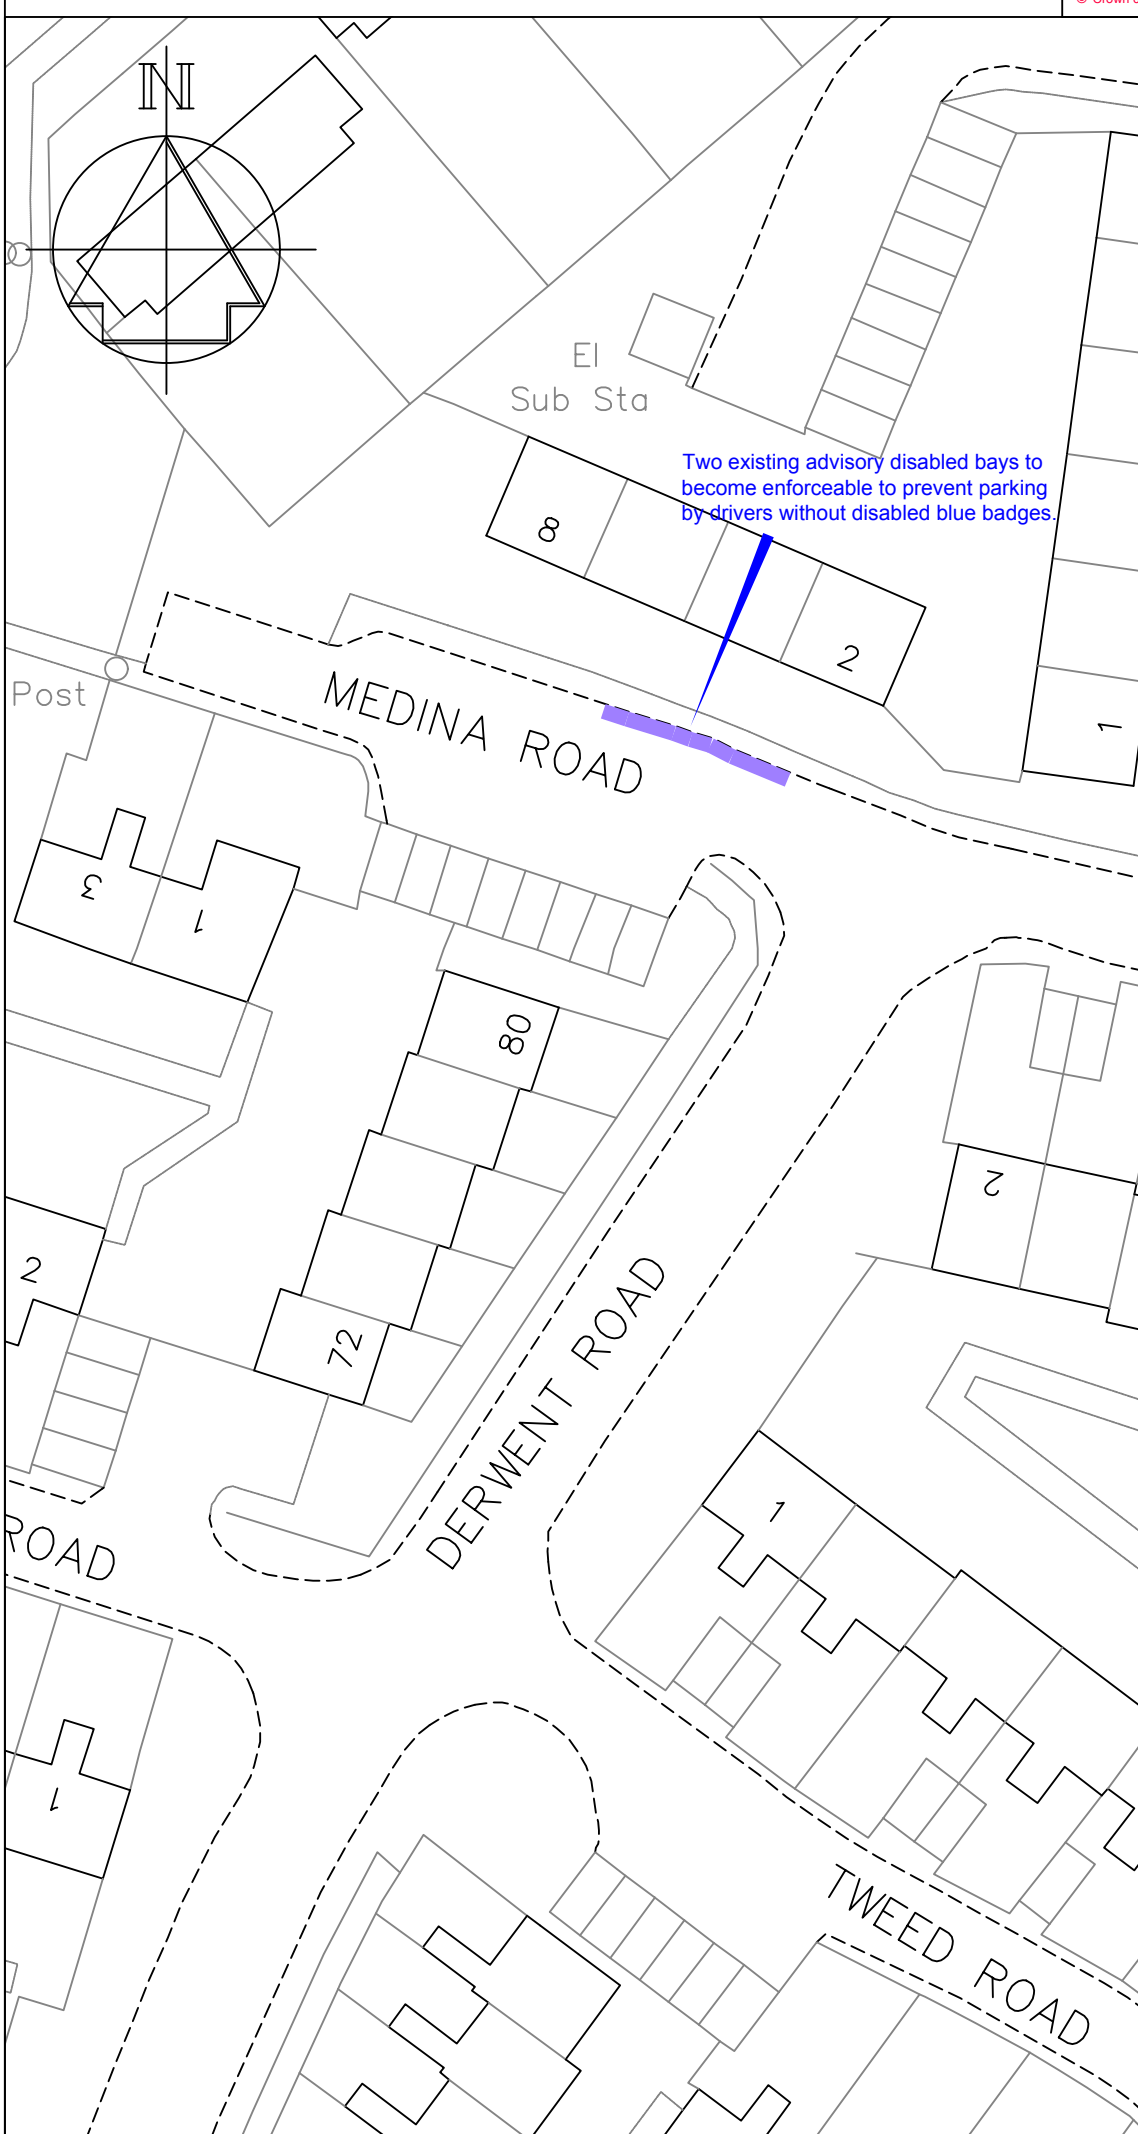 © Crown
N
El
Sub Sta
Two existing advisory disabled bays to
become enforceable to prevent parking
by drivers without disabled blue badges.
8
2
1
Post
MEDINA ROAD
3
1
80
2
2
72
DERWENT ROAD
1
ROAD
1
TWEED ROAD